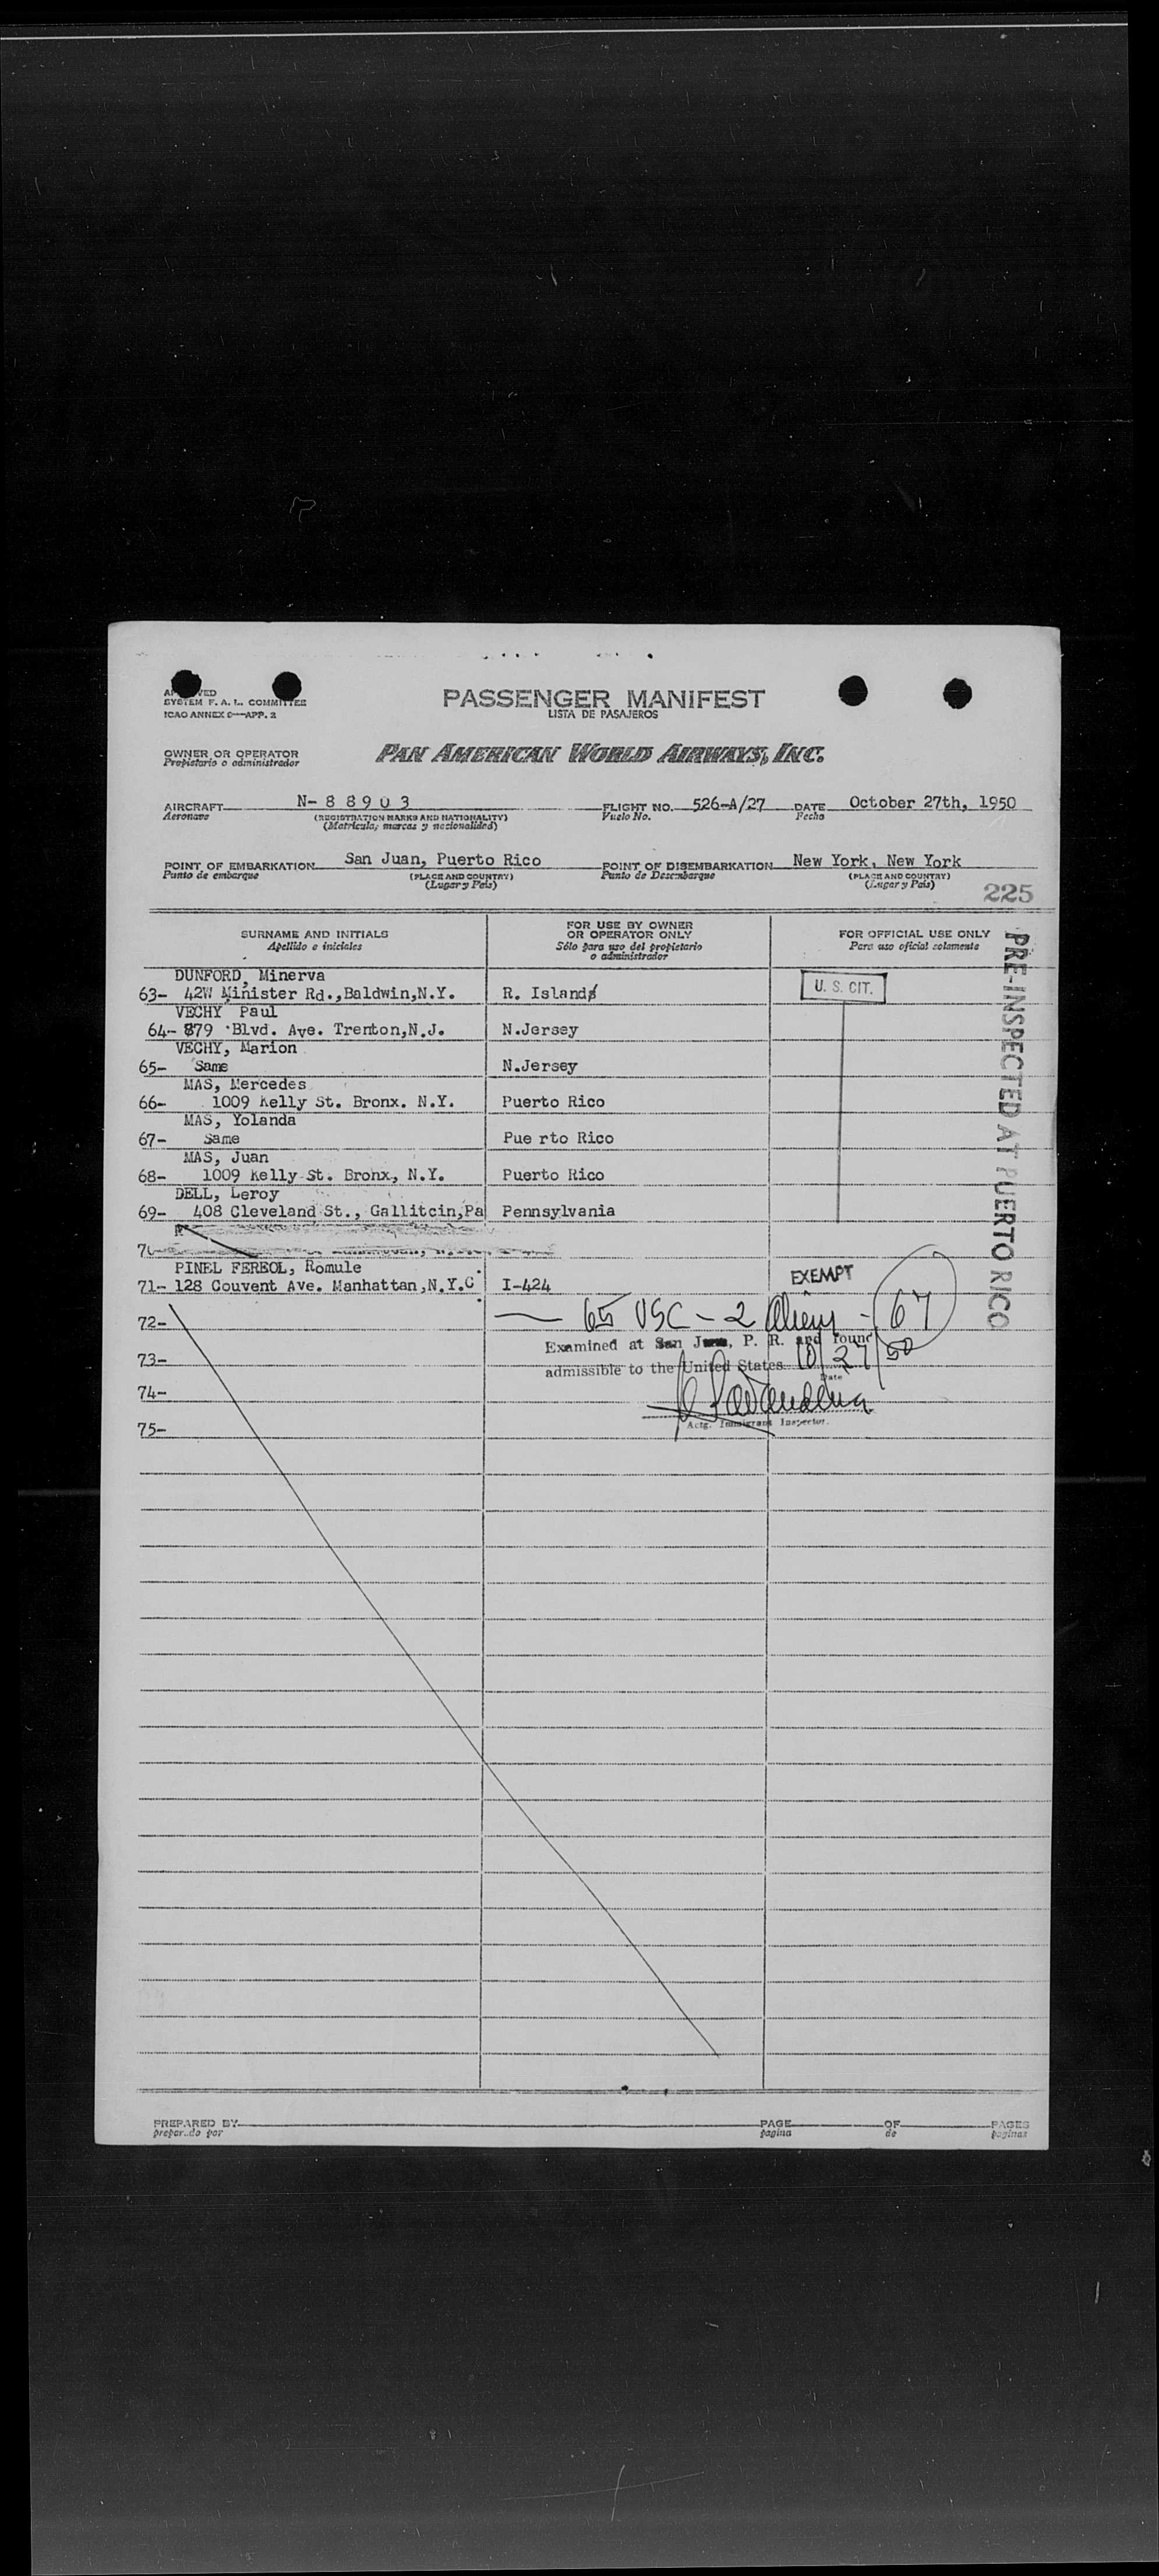 PASSENGER MANIFEST
LISTA DE PASAJEROS
SYSTEM F. A. L. COMMITTEE
ICAO ANNEX 9—APP. 2
OWNER OR OPERATOR
Propietario o administrador
PAN AMERICAN WORLD AIRWAYS, INC.
AIRCRAFT N- 8 8 9 0 3 FLIGHT NO. 526-A/27 DATE October 27th, 1950
Aeronave (REGISTRATION MARKS AND NATIONALITY) Vuelo No. Fecha
(Matricula, marcas y nacionalidad)
POINT OF EMBARKATION San Juan, Puerto Rico POINT OF DISEMBARKATION New York, New York
Punto de embarque (PLACE AND COUNTRY) Punto de Desembarque (PLACE AND COUNTRY)
(Lugar y País) (Lugar y País)
225
SURNAME AND INITIALS FOR USE BY OWNER OR OPERATOR ONLY FOR OFFICIAL USE ONLY
Apellido e iniciales Sólo para uso del propietario o administrador Para uso oficial solamente
PRE-INSPECTED AT PUERTO RICO
DUNFORD, Minerva
63- 42W Minister Rd.,Baldwin,N.Y. R. Island U. S. CIT.
VECHY Paul
64- 879 Blvd. Ave. Trenton,N.J. N.Jersey
VECHY, Marion
65- Same N.Jersey
MAS, Mercedes
66- 1009 Kelly St. Bronx. N.Y. Puerto Rico
MAS, Yolanda
67- Same Pue rto Rico
MAS, Juan
68- 1009 Kelly St. Bronx, N.Y. Puerto Rico
DELL, Leroy
69- 408 Cleveland St., Gallitcin,Pa Pennsylvania
70
PINEL FEREOL, Romule
71- 128 Couvent Ave. Manhattan,N.Y.C. I-424 EXEMPT
72- 65 USC - 2 Aliens - 67
Examined at San Juan, P. R. and found
73- admissible to the United States 10/27/50
Date
74-
Actg. Immigrant Inspector.
75-
PREPARED BY PAGE OF PAGES
preparado por pagina de paginas